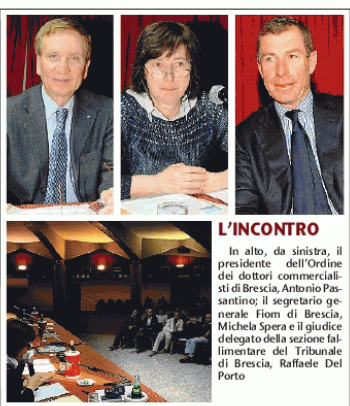 L'INCONTRO
In alto, da sinistra, il
presidente dell'Ordine
dei dottori commerciali-
sti di Brescia, Antonio Pas-
santino; il segretario ge-
nerale Fiom di Brescia,
Michela Spera e il giudice
delegato della sezione fal-
limentare del Tribunale
di Brescia, Raffaele Del
Porto